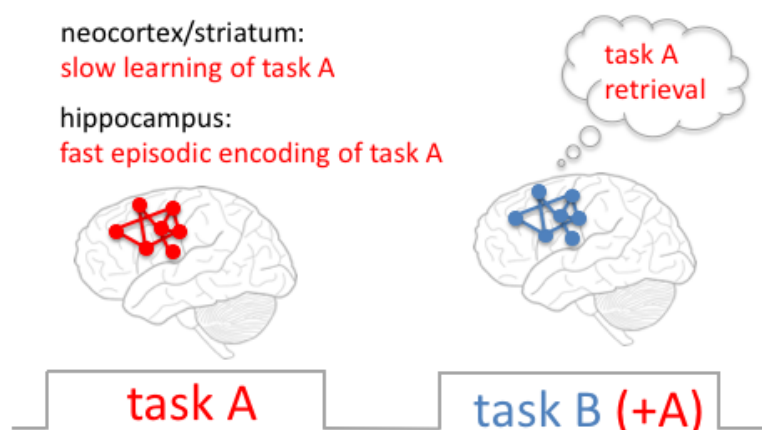 neocortex/striatum:
slow learning of task A
hippocampus:
fast episodic encoding of task A
task A
retrieval
task A
task B (+A)